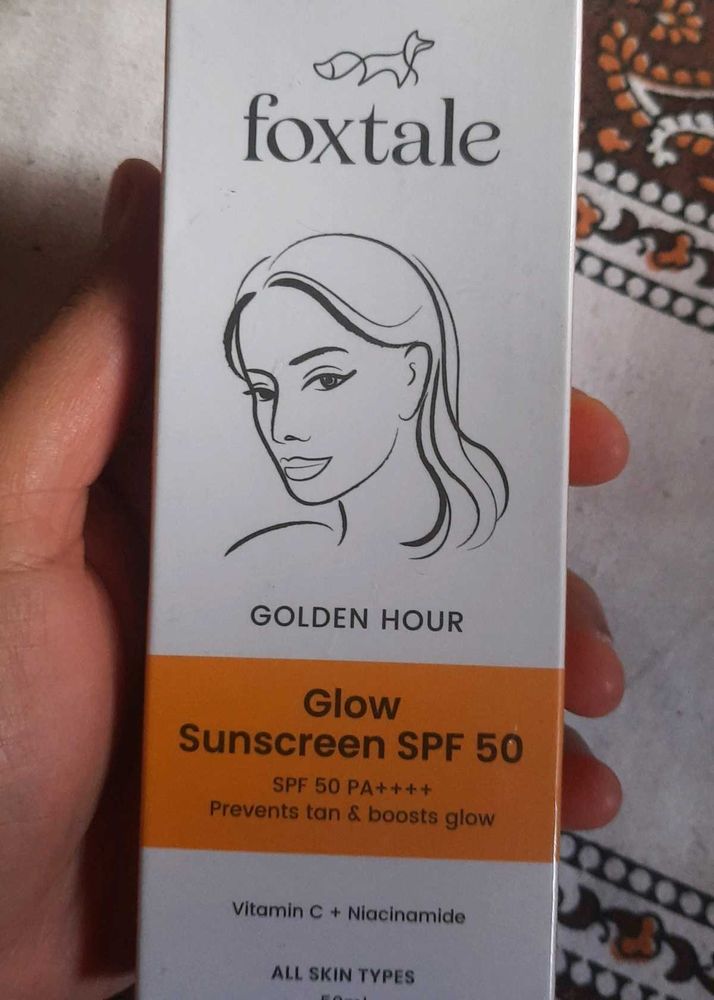 foxtale
GOLDEN HOUR
Glow
Sunscreen SPF 50
SPF 50 PA++++
Prevents tan & boosts glow
Vitamin C + Niacinamide
ALL SKIN TYPES
50ml